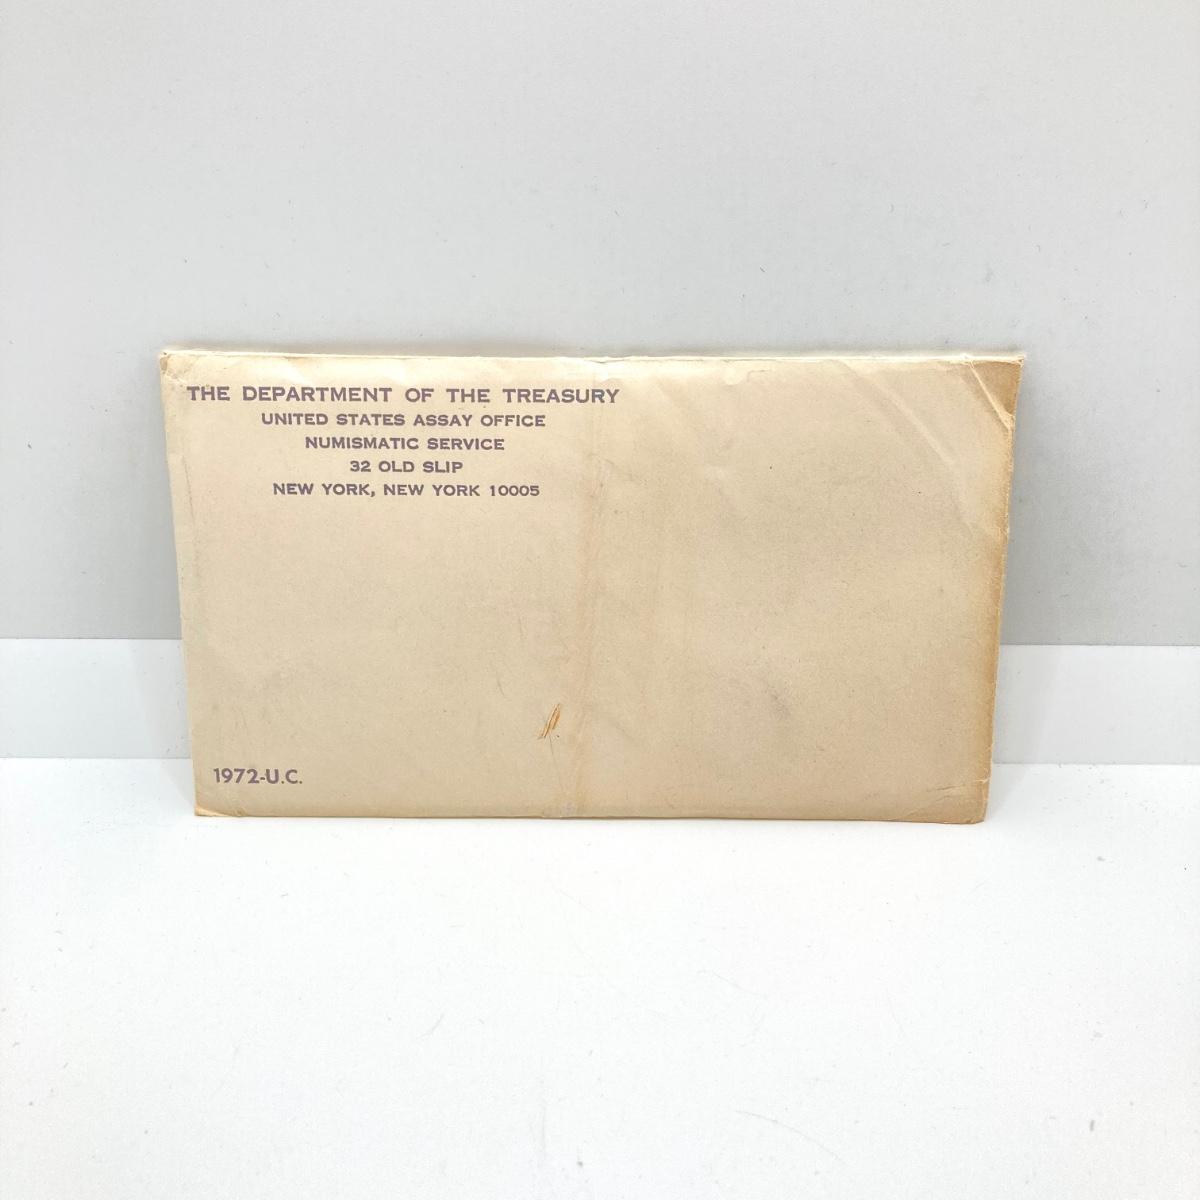 THE DEPARTMENT OF THE TREASURY
UNITED STATES ASSAY OFFICE
NUMISMATIC SERVICE
32 OLD SLIP
NEW YORK, NEW YORK 10005
1972-U.C.